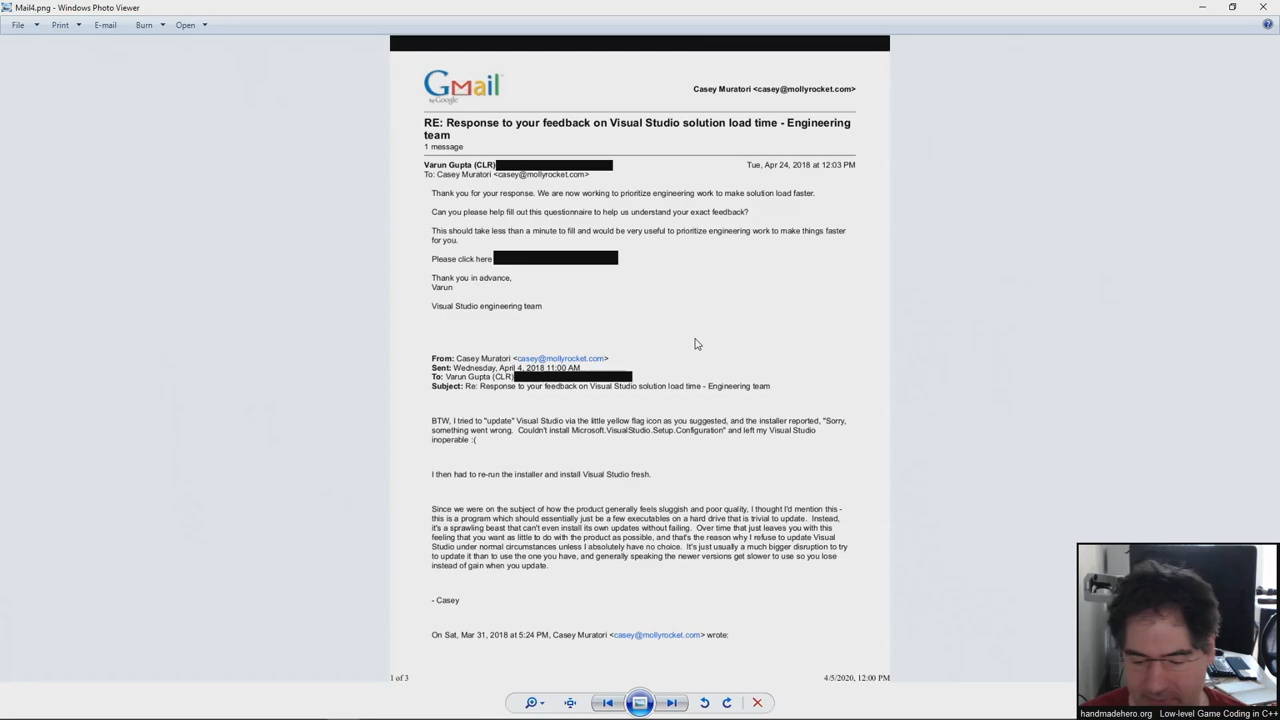 Mail4.png - Windows Photo Viewer
File Print E-mail Burn Open
Gmail
by Google
Casey Muratori <casey@mollyrocket.com>
RE: Response to your feedback on Visual Studio solution load time - Engineering
team
1 message
Varun Gupta (CLR) Tue, Apr 24, 2018 at 12:03 PM
To: Casey Muratori <casey@mollyrocket.com>
Thank you for your response. We are now working to prioritize engineering work to make solution load faster.
Can you please help fill out this questionnaire to help us understand your exact feedback?
This should take less than a minute to fill and would be very useful to prioritize engineering work to make things faster
for you.
Please click here
Thank you in advance,
Varun
Visual Studio engineering team
From: Casey Muratori <casey@mollyrocket.com>
Sent: Wednesday, April 4, 2018 11:00 AM
To: Varun Gupta (CLR)
Subject: Re: Response to your feedback on Visual Studio solution load time - Engineering team
BTW, I tried to "update" Visual Studio via the little yellow flag icon as you suggested, and the installer reported, "Sorry,
something went wrong. Couldn't install Microsoft.VisualStudio.Setup.Configuration" and left my Visual Studio
inoperable :(
I then had to re-run the installer and install Visual Studio fresh.
Since we were on the subject of how the product generally feels sluggish and poor quality, I thought I'd mention this -
this is a program which should essentially just be a few executables on a hard drive that is trivial to update. Instead,
it's a sprawling beast that can't even install its own updates without failing. Over time that just leaves you with this
feeling that you want as little to do with the product as possible, and that's the reason why I refuse to update Visual
Studio under normal circumstances unless I absolutely have no choice. It's just usually a much bigger disruption to try
to update it than to use the one you have, and generally speaking the newer versions get slower to use so you lose
instead of gain when you update.
- Casey
On Sat, Mar 31, 2018 at 5:24 PM, Casey Muratori <casey@mollyrocket.com> wrote:
1 of 3 4/5/2020, 12:00 PM
handmadehero.org Low-level Game Coding in C++